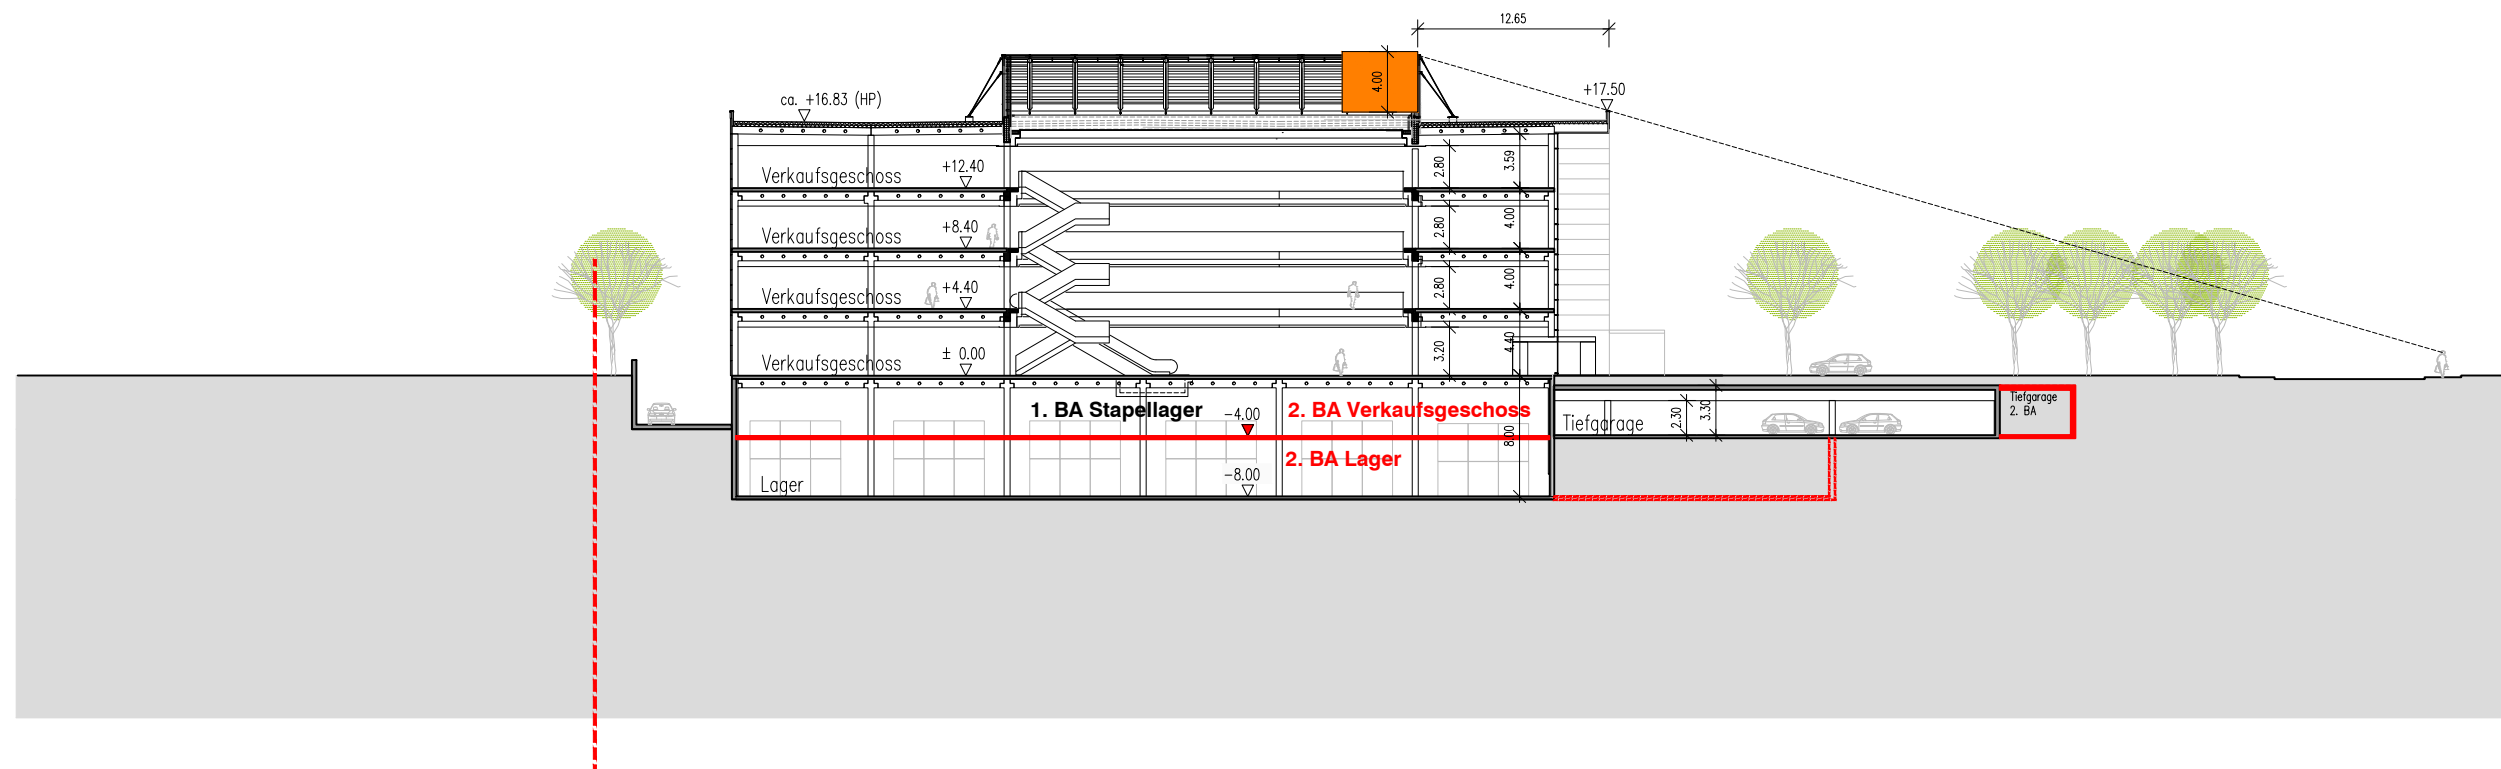 12.65
4.00
ca. +16.83 (HP)
+17.50
Verkaufsgeschoss +12.40 2.80 3.59
Verkaufsgeschoss +8.40 2.80 4.00
Verkaufsgeschoss +4.40 2.80 4.00
Verkaufsgeschoss ± 0.00 3.20 4.40
1. BA Stapellager -4.00 2. BA Verkaufsgeschoss
Tiefgarage 2.30 3.30
Tiefgarage
2. BA
8.00
2. BA Lager
Lager -8.00